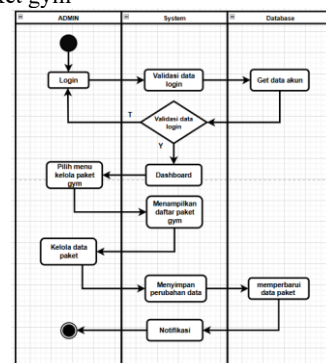 ket gym
ADMIN
System
Database
Login
Validasi data
login
Get data akun
T
Validasi data
login
Y
Pilih menu
kelola paket
gym
Dashboard
Menampilkan
daftar paket
gym
Kelola data
paket
Menyimpan
perubahan data
memperbarui
data paket
Notifikasi